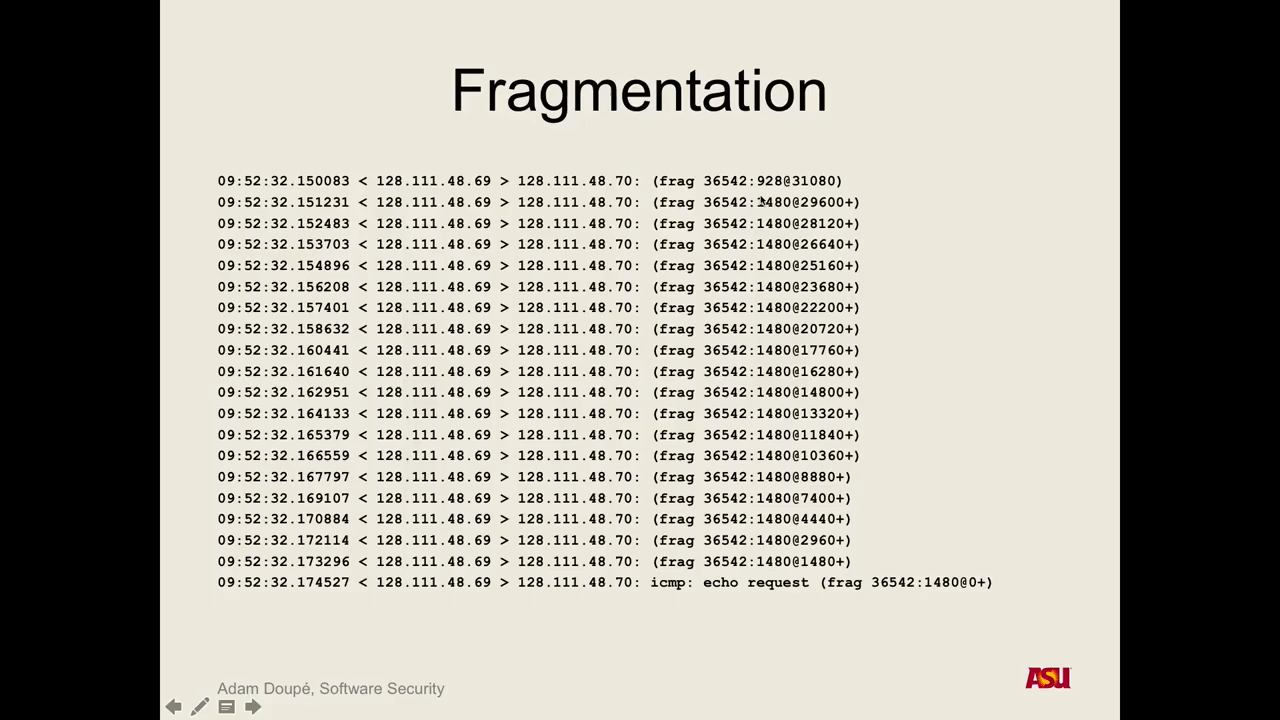 Fragmentation
09:52:32.150083 < 128.111.48.69 > 128.111.48.70: (frag 36542:928@31080)
09:52:32.151231 < 128.111.48.69 > 128.111.48.70: (frag 36542:1480@29600+)
09:52:32.152483 < 128.111.48.69 > 128.111.48.70: (frag 36542:1480@28120+)
09:52:32.153703 < 128.111.48.69 > 128.111.48.70: (frag 36542:1480@26640+)
09:52:32.154896 < 128.111.48.69 > 128.111.48.70: (frag 36542:1480@25160+)
09:52:32.156208 < 128.111.48.69 > 128.111.48.70: (frag 36542:1480@23680+)
09:52:32.157401 < 128.111.48.69 > 128.111.48.70: (frag 36542:1480@22200+)
09:52:32.158632 < 128.111.48.69 > 128.111.48.70: (frag 36542:1480@20720+)
09:52:32.160441 < 128.111.48.69 > 128.111.48.70: (frag 36542:1480@17760+)
09:52:32.161640 < 128.111.48.69 > 128.111.48.70: (frag 36542:1480@16280+)
09:52:32.162951 < 128.111.48.69 > 128.111.48.70: (frag 36542:1480@14800+)
09:52:32.164133 < 128.111.48.69 > 128.111.48.70: (frag 36542:1480@13320+)
09:52:32.165379 < 128.111.48.69 > 128.111.48.70: (frag 36542:1480@11840+)
09:52:32.166559 < 128.111.48.69 > 128.111.48.70: (frag 36542:1480@10360+)
09:52:32.167797 < 128.111.48.69 > 128.111.48.70: (frag 36542:1480@8880+)
09:52:32.169107 < 128.111.48.69 > 128.111.48.70: (frag 36542:1480@7400+)
09:52:32.170884 < 128.111.48.69 > 128.111.48.70: (frag 36542:1480@4440+)
09:52:32.172114 < 128.111.48.69 > 128.111.48.70: (frag 36542:1480@2960+)
09:52:32.173296 < 128.111.48.69 > 128.111.48.70: (frag 36542:1480@1480+)
09:52:32.174527 < 128.111.48.69 > 128.111.48.70: icmp: echo request (frag 36542:1480@0+)
Adam Doupé, Software Security
ASU